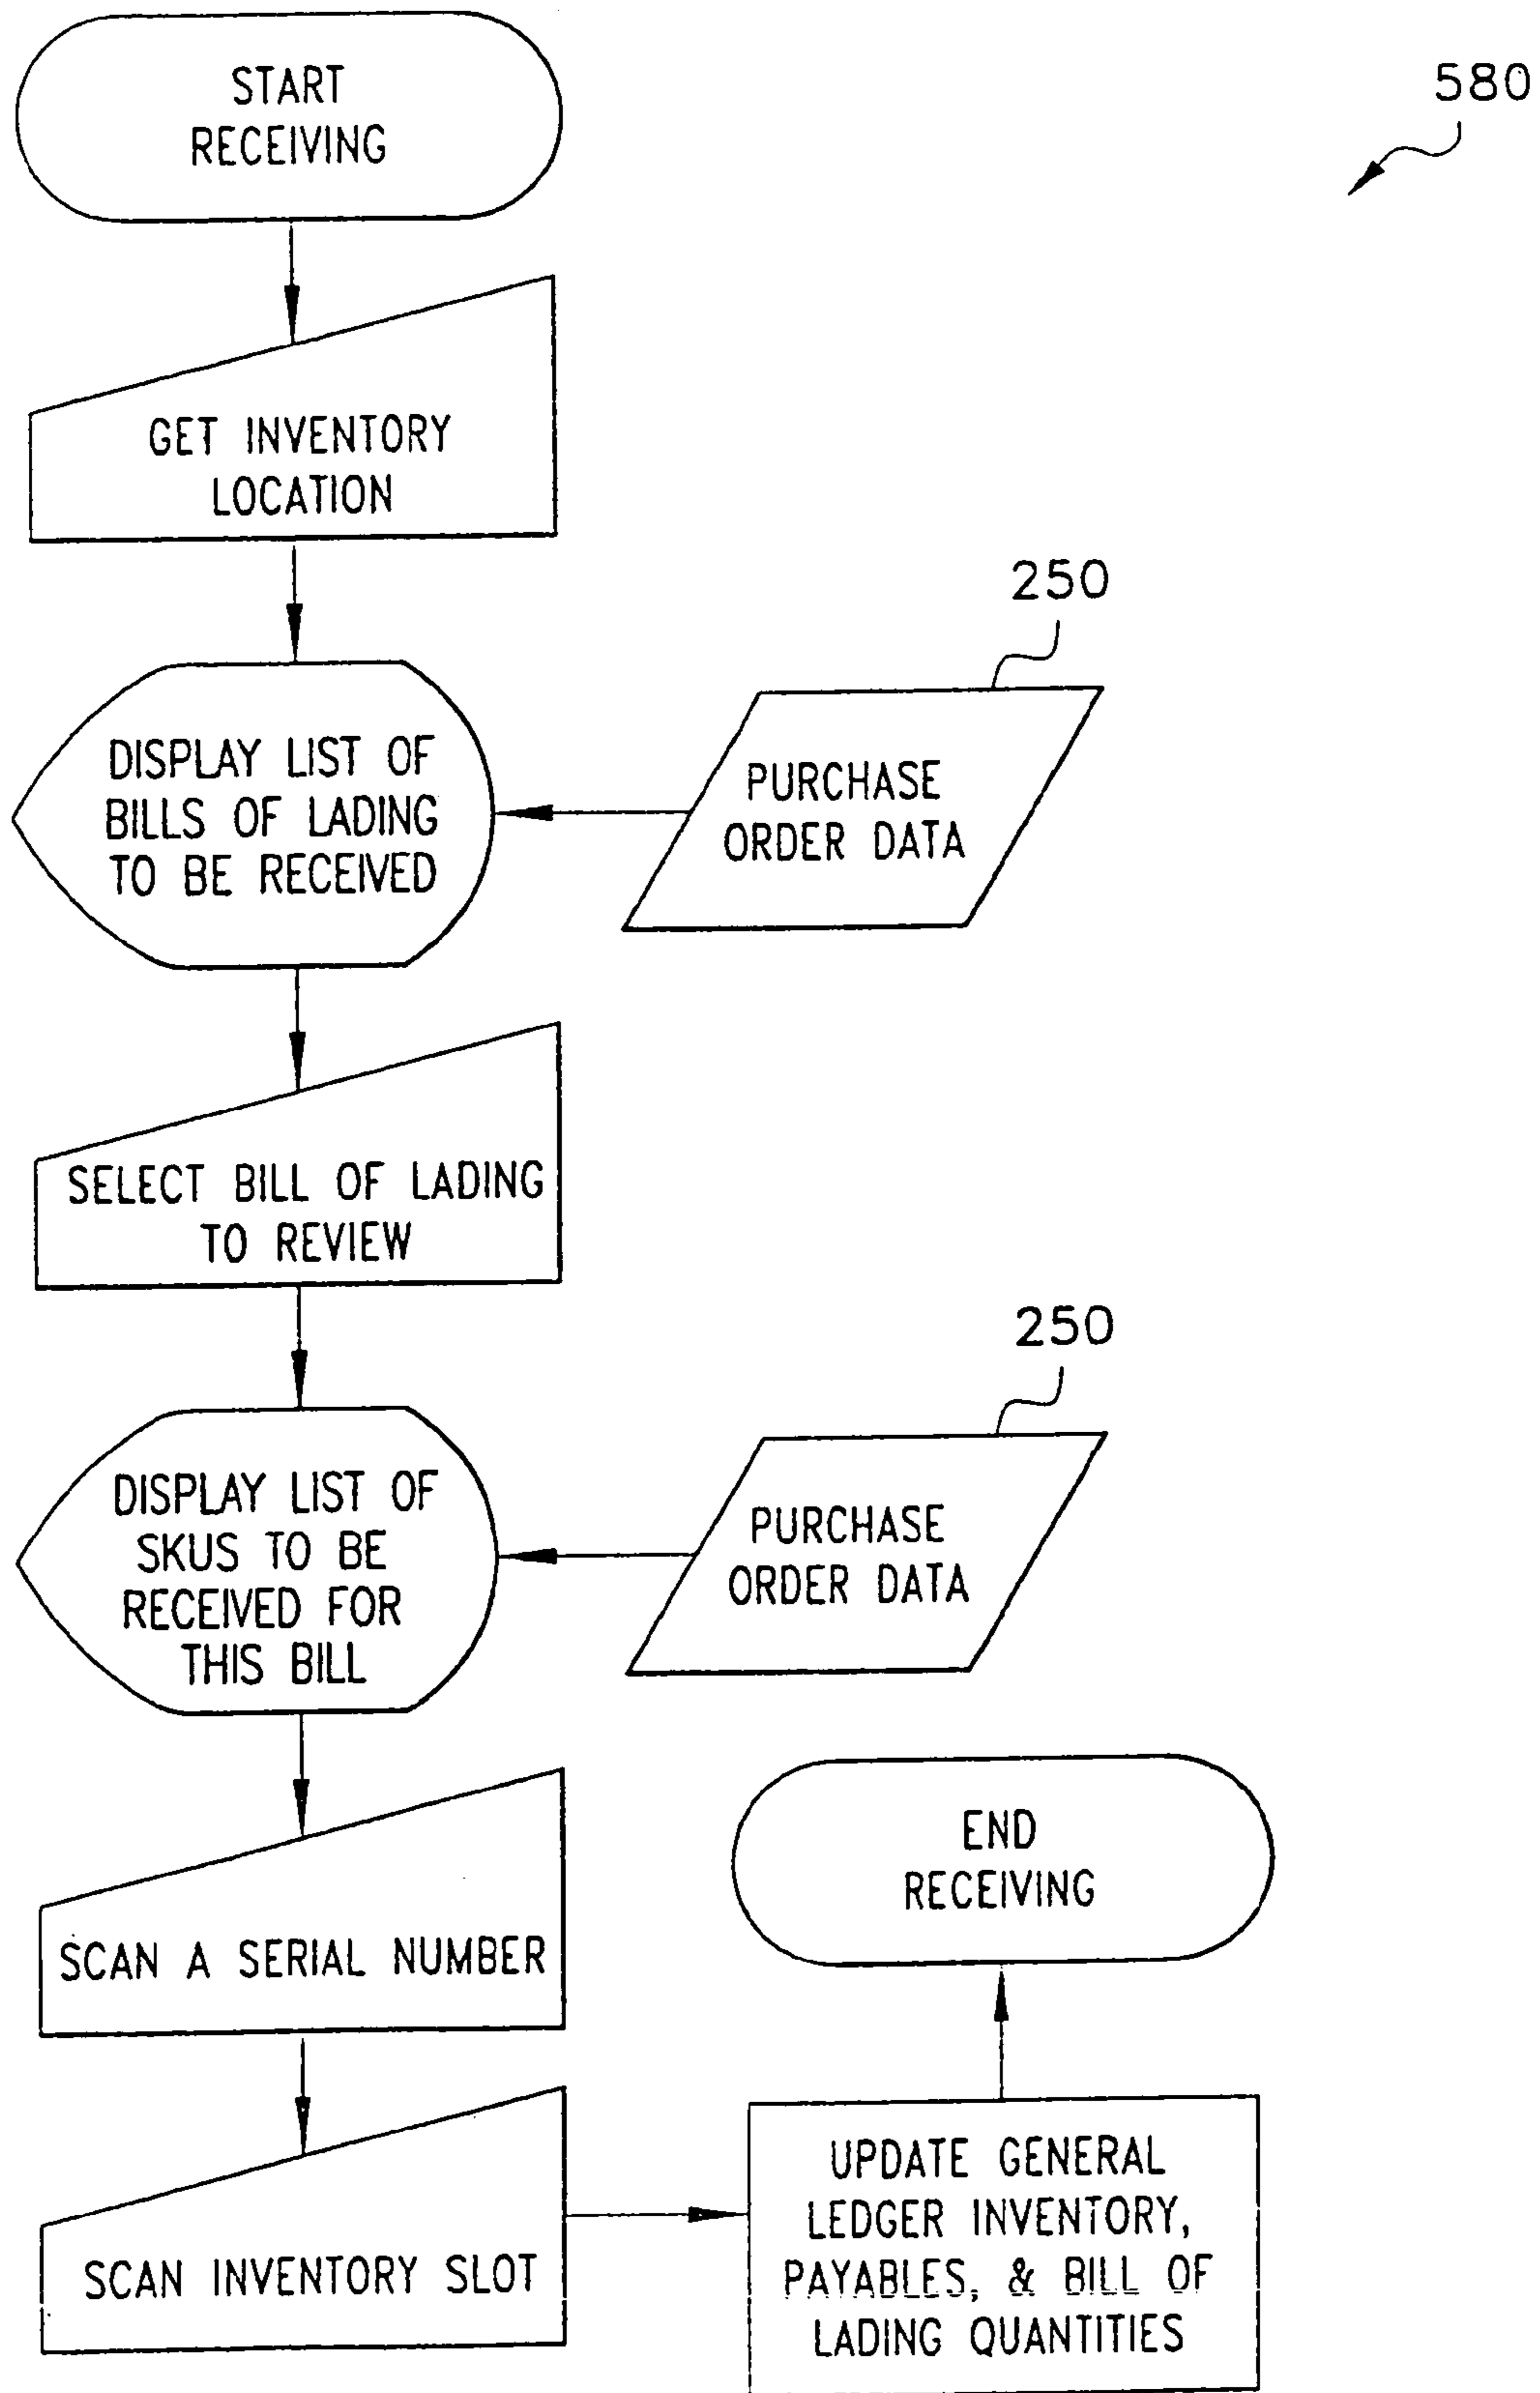 START
RECEIVING
580
GET INVENTORY
LOCATION
250
DISPLAY LIST OF
BILLS OF LADING
TO BE RECEIVED
PURCHASE
ORDER DATA
SELECT BILL OF LADING
TO REVIEW
250
DISPLAY LIST OF
SKUS TO BE
RECEIVED FOR
THIS BILL
PURCHASE
ORDER DATA
SCAN A SERIAL NUMBER
END
RECEIVING
SCAN INVENTORY SLOT
UPDATE GENERAL
LEDGER INVENTORY,
PAYABLES, & BILL OF
LADING QUANTITIES